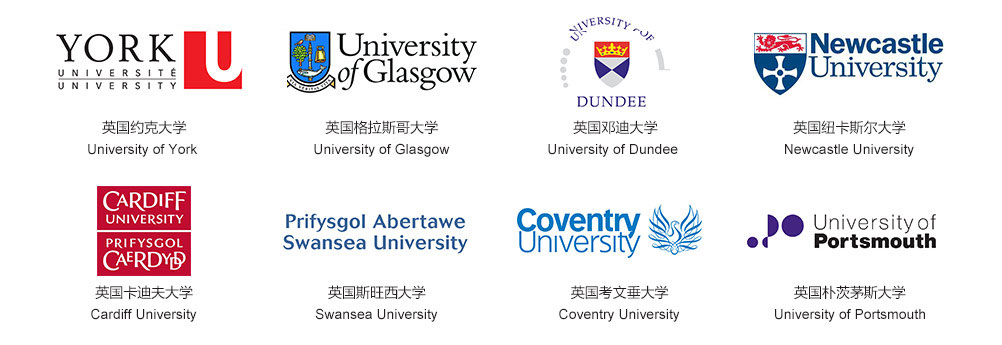 YORK U
UNIVERSITÉ
UNIVERSITY
University
of Glasgow
UNIVERSITY OF
DUNDEE
Newcastle
University
英国约克大学
英国格拉斯哥大学
英国邓迪大学
英国纽卡斯尔大学
University of York
University of Glasgow
University of Dundee
Newcastle University
CARDIFF
UNIVERSITY
PRIFYSGOL
CAERDYDD
Prifysgol Abertawe
Swansea University
Coventry
University
University of
Portsmouth
英国卡迪夫大学
英国斯旺西大学
英国考文垂大学
英国朴茨茅斯大学
Cardiff University
Swansea University
Coventry University
University of Portsmouth